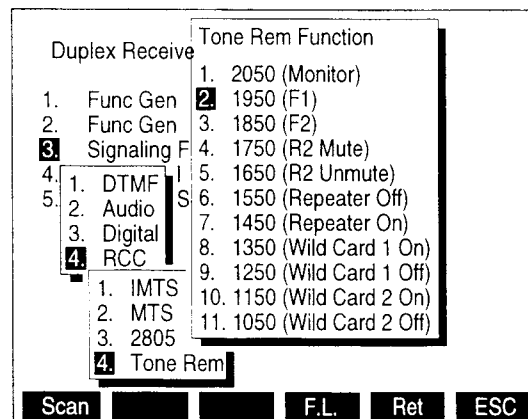 Duplex Receive
1. Func Gen
2. Func Gen
3. Signaling F
4. I
5. S
1. DTMF
2. Audio
3. Digital
4. RCC
1. IMTS
2. MTS
3. 2805
4. Tone Rem
Tone Rem Function
1. 2050 (Monitor)
2. 1950 (F1)
3. 1850 (F2)
4. 1750 (R2 Mute)
5. 1650 (R2 Unmute)
6. 1550 (Repeater Off)
7. 1450 (Repeater On)
8. 1350 (Wild Card 1 On)
9. 1250 (Wild Card 1 Off)
10. 1150 (Wild Card 2 On)
11. 1050 (Wild Card 2 Off)
Scan F.L. Ret ESC